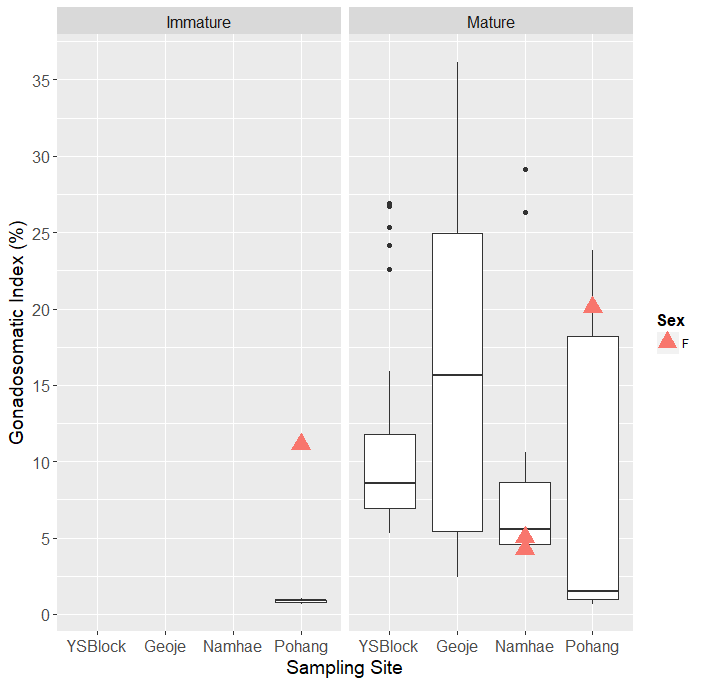 Immature Mature
Gonadosomatic Index (%)
35
30
25
20
15
10
5
0
YSBlock Geoje Namhae Pohang YSBlock Geoje Namhae Pohang
Sampling Site
Sex
F